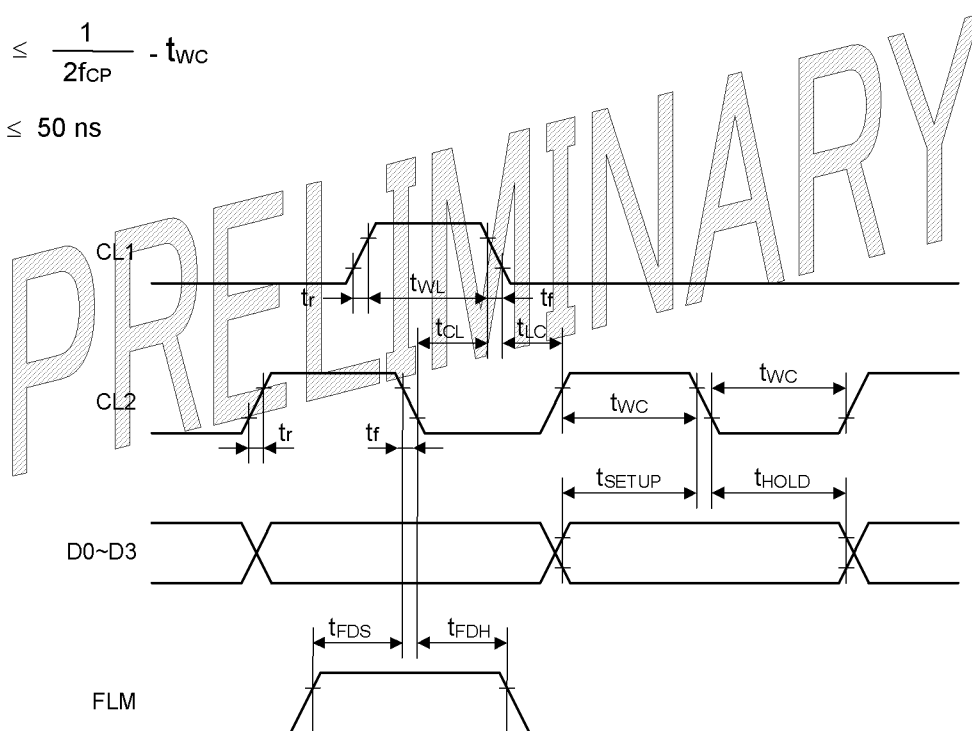 ≤ 1 / 2fCP - tWC
≤ 50 ns
PRELIMINARY
CL1
tr tWL tf
tCL tLC
CL2
tWC tWC
tr tf
tSETUP tHOLD
D0~D3
tFDS tFDH
FLM